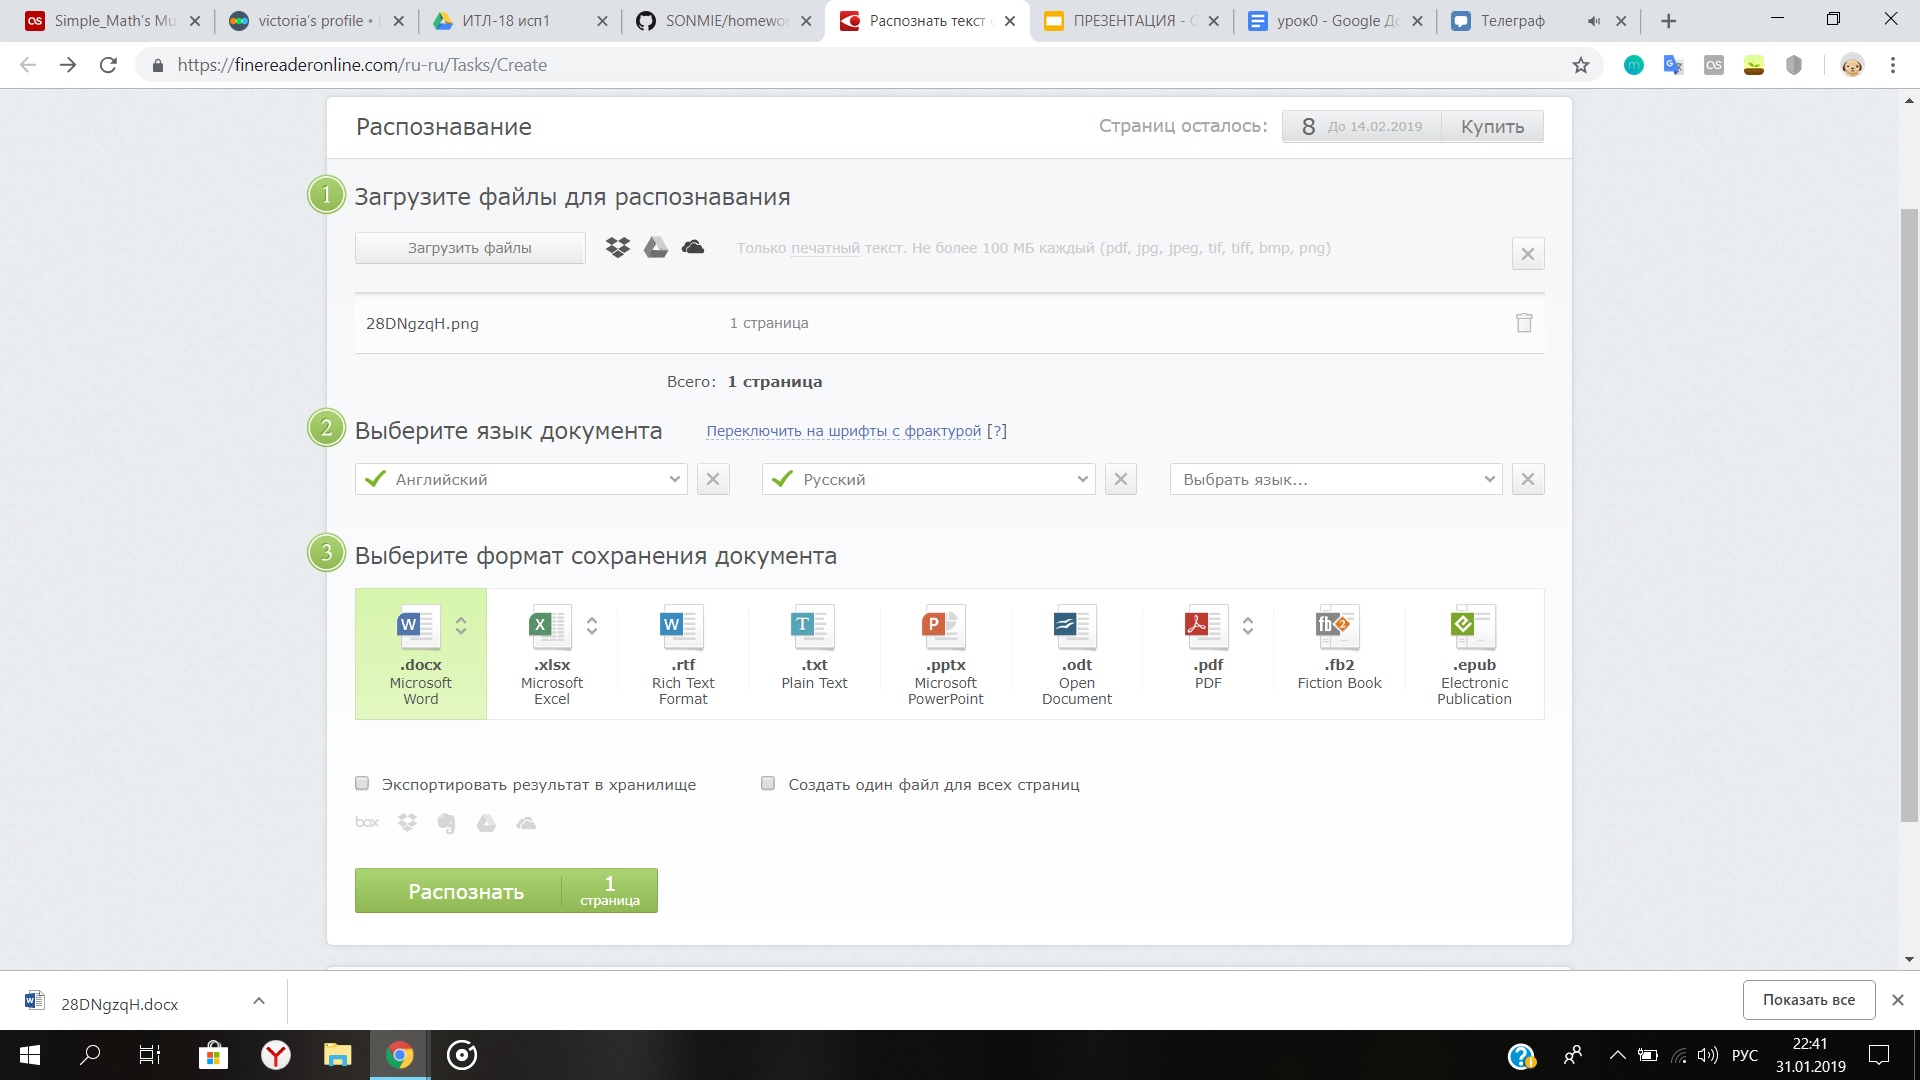 Simple_Math's Mu
victoria's profile •
ИТЛ-18 исп1
SONMIE/homewor
Распознать текст
ПРЕЗЕНТАЦИЯ -
урок0 - Google До
Телеграф
https://finereaderonline.com/ru-ru/Tasks/Create
Распознавание
Страниц осталось: 8 До 14.02.2019 Купить
1 Загрузите файлы для распознавания
Загрузить файлы
Только печатный текст. Не более 100 МБ каждый (pdf, jpg, jpeg, tif, tiff, bmp, png)
28DNgzqH.png 1 страница
Всего: 1 страница
2 Выберите язык документа Переключить на шрифты с фрактурой [?]
Английский Русский Выбрать язык...
3 Выберите формат сохранения документа
.docx Microsoft Word
.xlsx Microsoft Excel
.rtf Rich Text Format
.txt Plain Text
.pptx Microsoft PowerPoint
.odt Open Document
.pdf PDF
.fb2 Fiction Book
.epub Electronic Publication
Экспортировать результат в хранилище
Создать один файл для всех страниц
box
Распознать 1 страница
28DNgzqH.docx
Показать все
РУС
22:41
31.01.2019